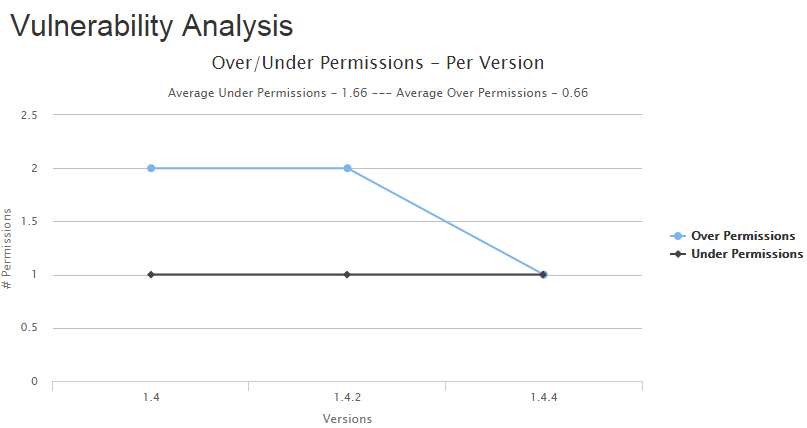 Vulnerability Analysis
Over/Under Permissions - Per Version
Average Under Permissions - 1.66 --- Average Over Permissions - 0.66
2.5
2
1.5
1
0.5
0
# Permissions
1.4
1.4.2
1.4.4
Versions
Over Permissions
Under Permissions